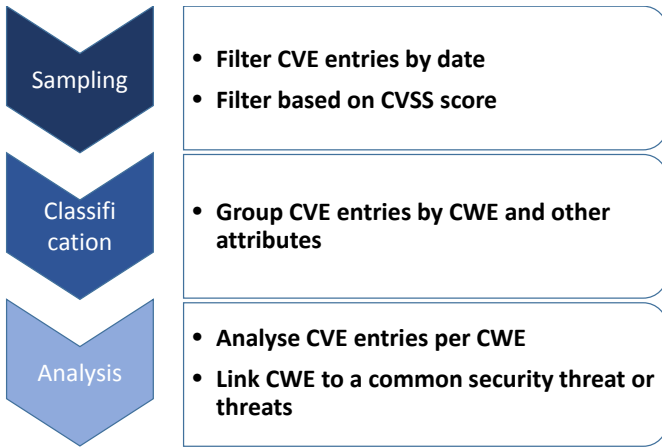 Sampling
• Filter CVE entries by date
• Filter based on CVSS score
Classifi
cation
• Group CVE entries by CWE and other
attributes
Analysis
• Analyse CVE entries per CWE
• Link CWE to a common security threat or
threats